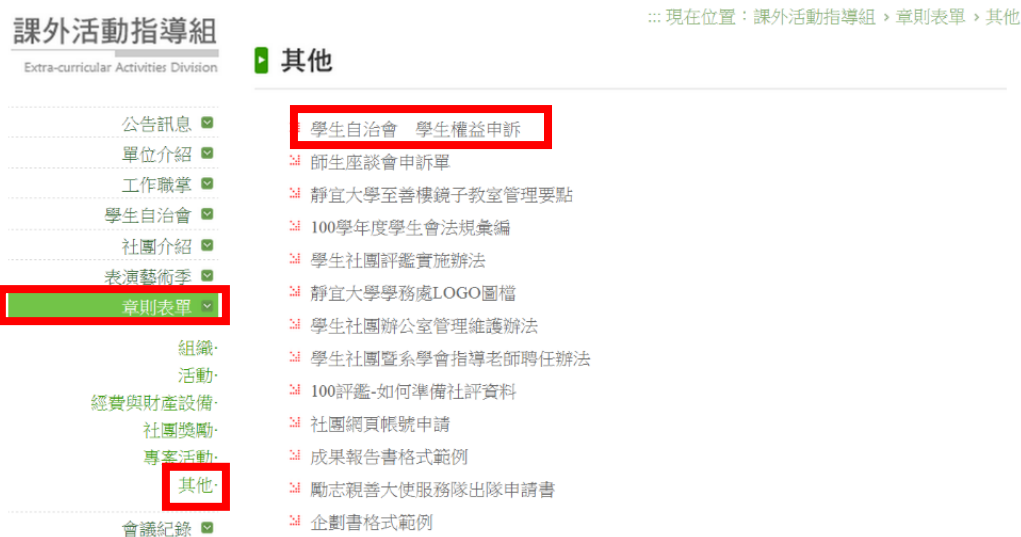 課外活動指導組
Extra-curricular Activities Division
公告訊息
單位介紹
工作職掌
學生自治會
社團介紹
表演藝術季
章則表單
組織·
活動·
經費與財產設備·
社團獎勵·
專案活動·
其他·
會議紀錄
::: 現在位置：課外活動指導組 › 章則表單 › 其他
其他
學生自治會 學生權益申訴
師生座談會申訴單
靜宜大學至善樓鏡子教室管理要點
100學年度學生會法規彙編
學生社團評鑑實施辦法
靜宜大學學務處LOGO圖檔
學生社團辦公室管理維護辦法
學生社團暨系學會指導老師聘任辦法
100評鑑-如何準備社評資料
社團網頁帳號申請
成果報告書格式範例
勵志親善大使服務隊出隊申請書
企劃書格式範例